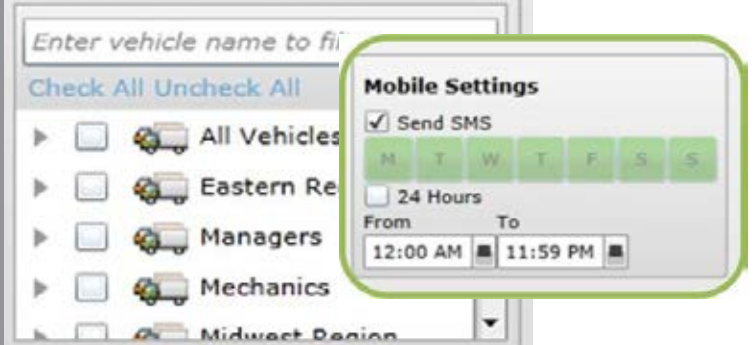 Enter vehicle name to fil
Check All Uncheck All
All Vehicles
Eastern Re
Managers
Mechanics
Midwest Region
Mobile Settings
Send SMS
M T W T F S S
24 Hours
From To
12:00 AM 11:59 PM